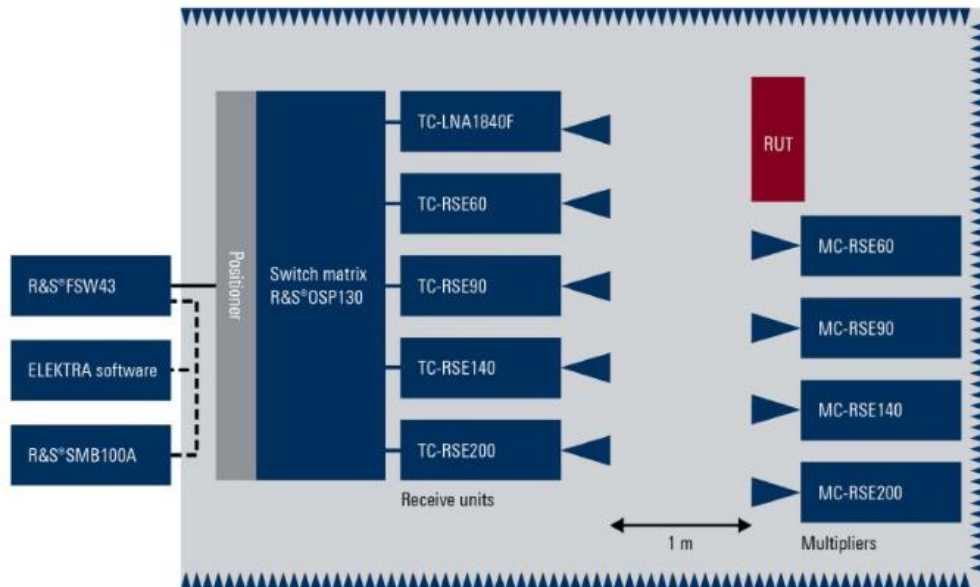 TC-LNA1840F
RUT
TC-RSE60
MC-RSE60
R&S®FSW43
Positioner
Switch matrix
R&S®OSP130
TC-RSE90
MC-RSE90
ELEKTRA software
TC-RSE140
MC-RSE140
R&S®SMB100A
TC-RSE200
MC-RSE200
Receive units
1 m
Multipliers